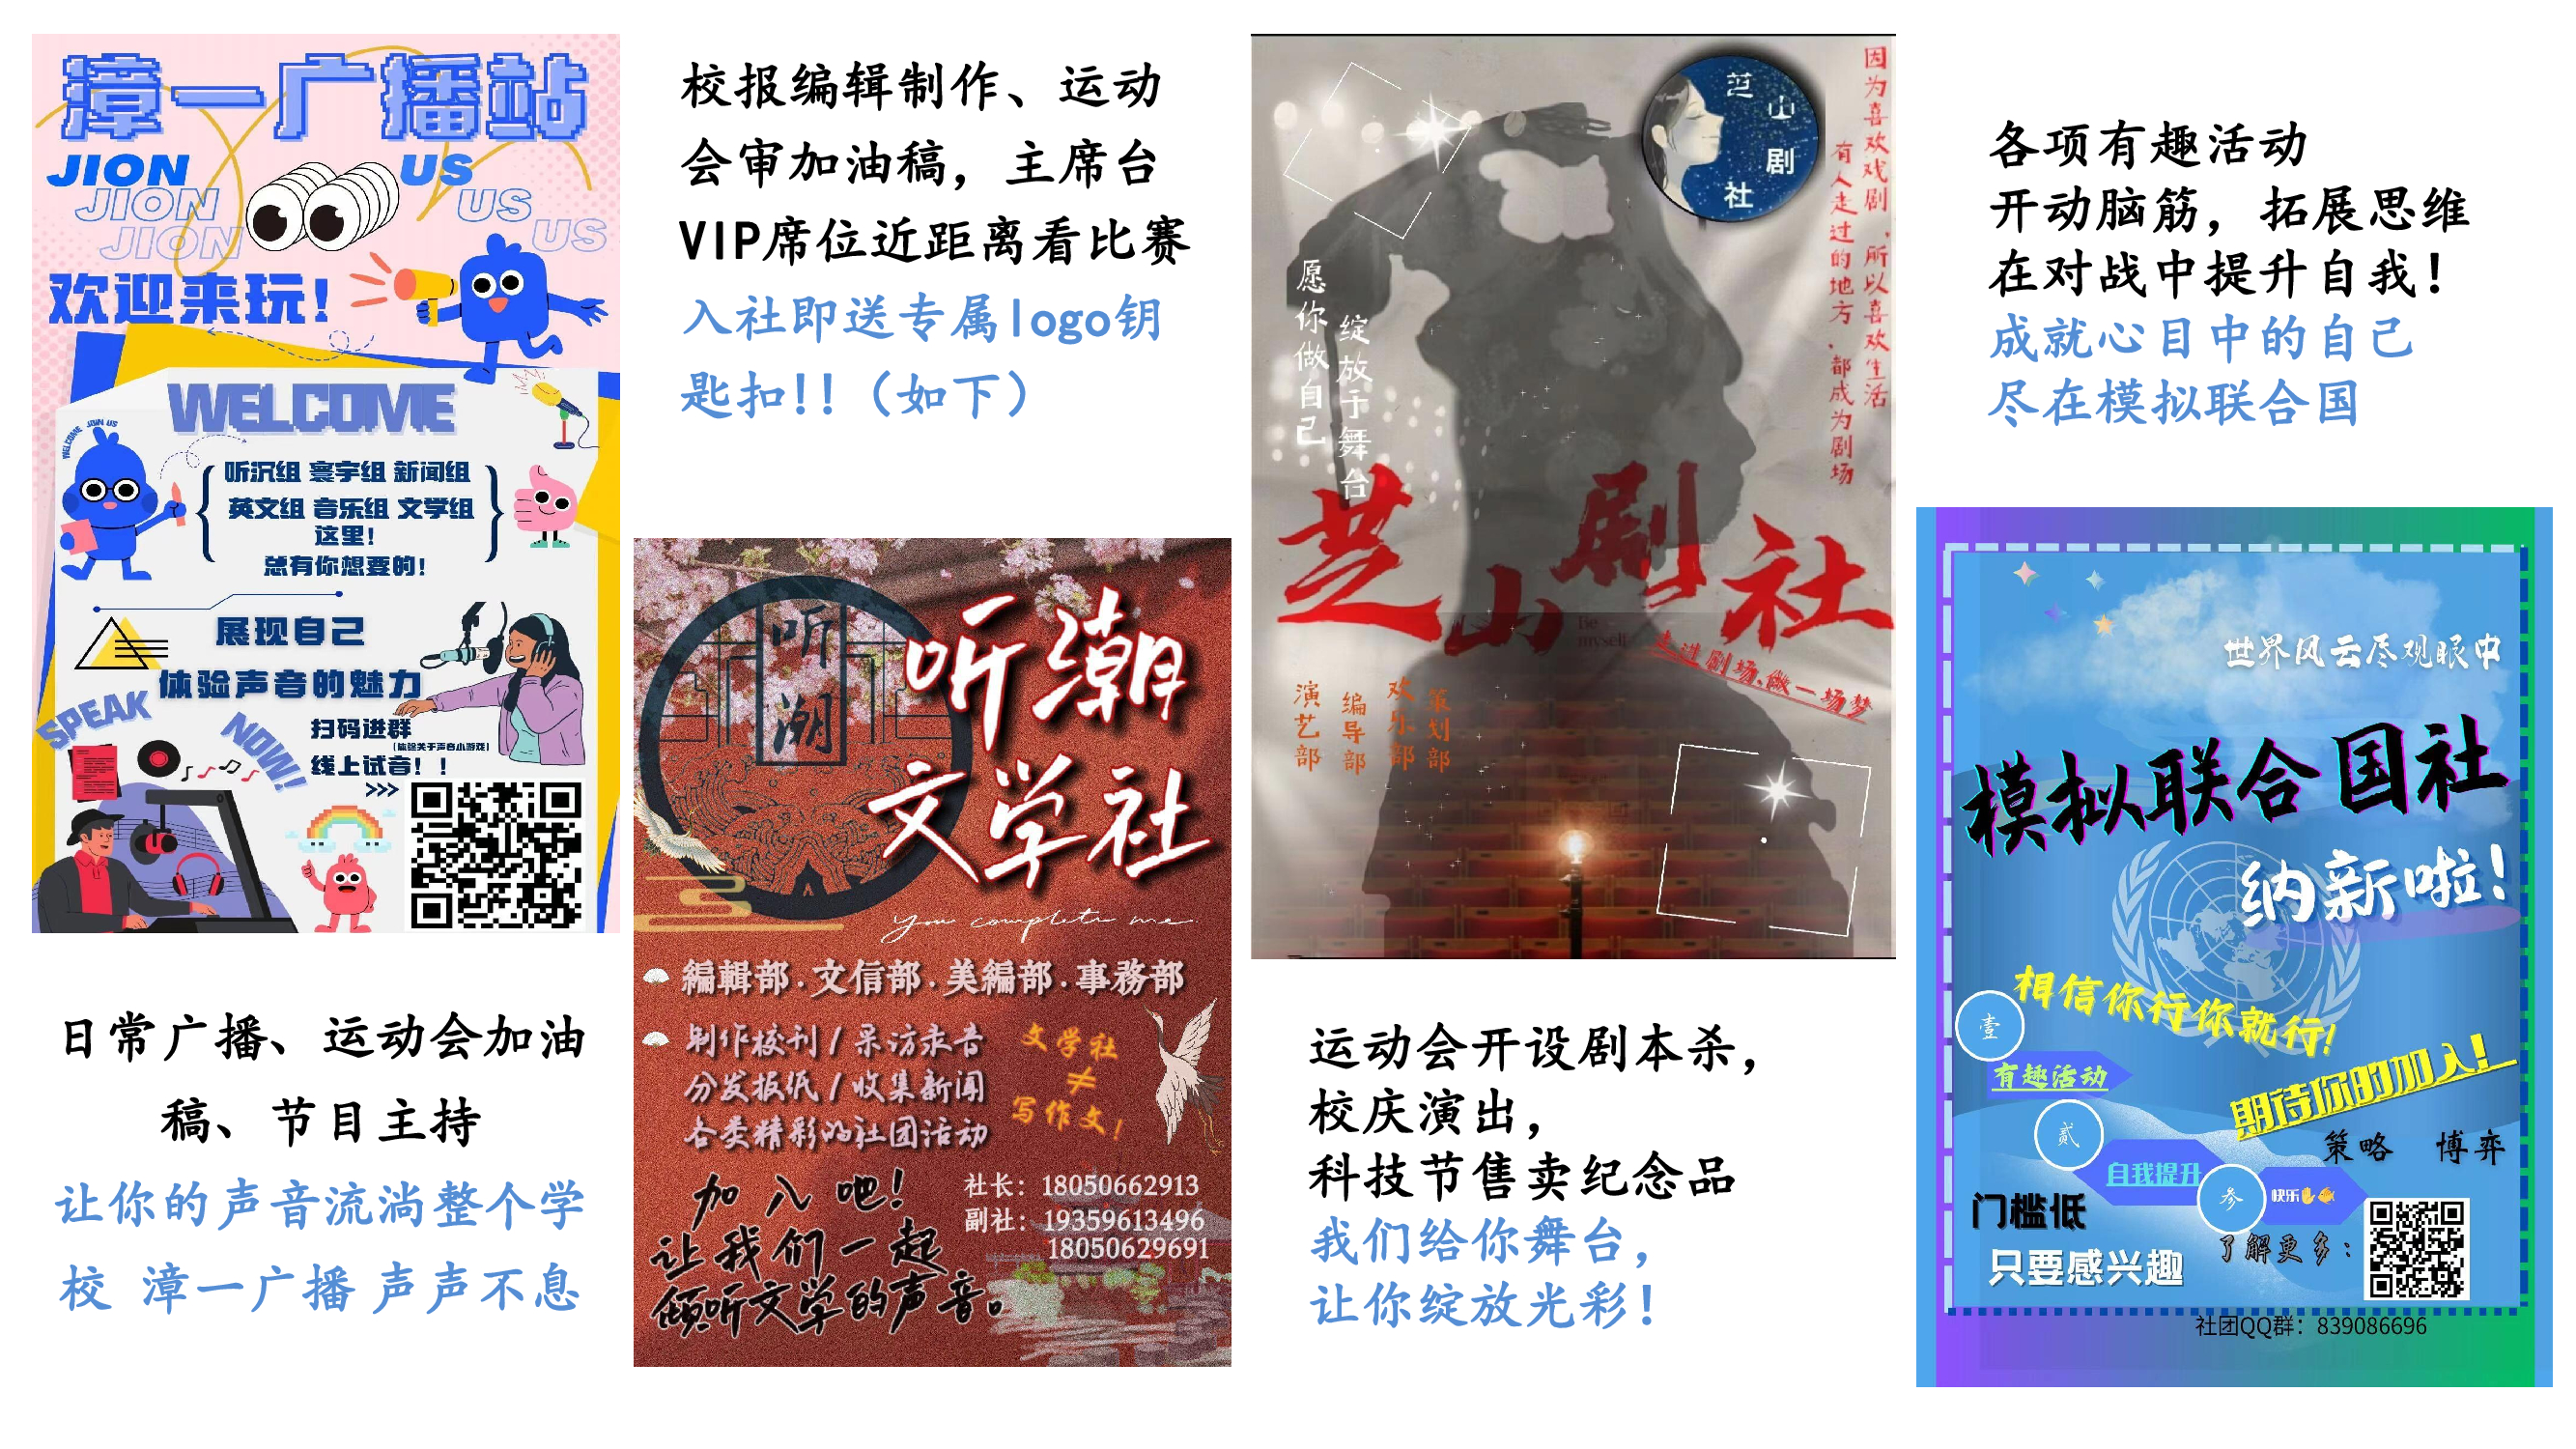 漳一广播站
JION US
JION US
JION US
欢迎来玩!
WELCOME
WELCOME JOIN US
听沢组 寰宇组 新闻组
英文组 音乐组 文学组
这里!
总有你想要的!
展现自己
体验声音的魅力
SPEAK
NOW!
扫码进群
(体验关于声音小游戏)
线上试音!!
>>>
日常广播、运动会加油
稿、节目主持
让你的声音流淌整个学
校 漳一广播 声声不息
校报编辑制作、运动
会审加油稿，主席台
VIP席位近距离看比赛
入社即送专属logo钥
匙扣!!（如下）
听潮
听潮
文学社
You complete me.
編輯部.文信部.美編部.事務部
制作校刊/采访录音
分发报纸/收集新闻
各类精彩的社团活动
文学社
≠
写作文!
加入吧!
让我们一起
倾听文学的声音。
社长：18050662913
副社：19359613496
18050629691
芝山剧社
因为喜欢戏剧，所以喜欢生活
有人走过的地方，都成为剧场
愿你做自己
绽放于舞台
芝山剧社
Be
myself
走进剧场、做一场梦
演艺部
编导部
欢乐部
策划部
运动会开设剧本杀，
校庆演出，
科技节售卖纪念品
我们给你舞台，
让你绽放光彩！
各项有趣活动
开动脑筋，拓展思维
在对战中提升自我！
成就心目中的自己
尽在模拟联合国
世界风云尽观眼中
模拟联合国社
纳新啦!
相信你行你就行!
壹
有趣活动
期待你的加入!
贰
自我提升
策略 博弈
叁
快乐
门槛低
只要感兴趣
了解更多：
社团QQ群：839086696